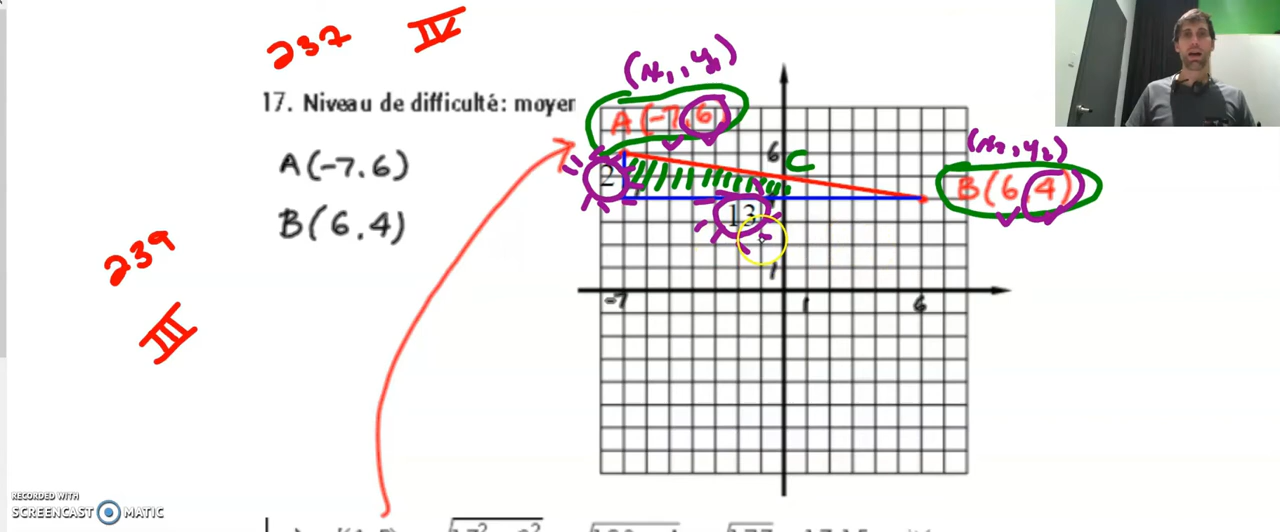 237 IV
(x₁, y₁)
17. Niveau de difficulté: moyen
A(-7, 6)
6
C
(x₂, y₂)
A(-7, 6)
2
B(6, 4)
B(6, 4)
13
239
1
III
-7
1
6
RECORDED WITH
SCREENCAST MATIC